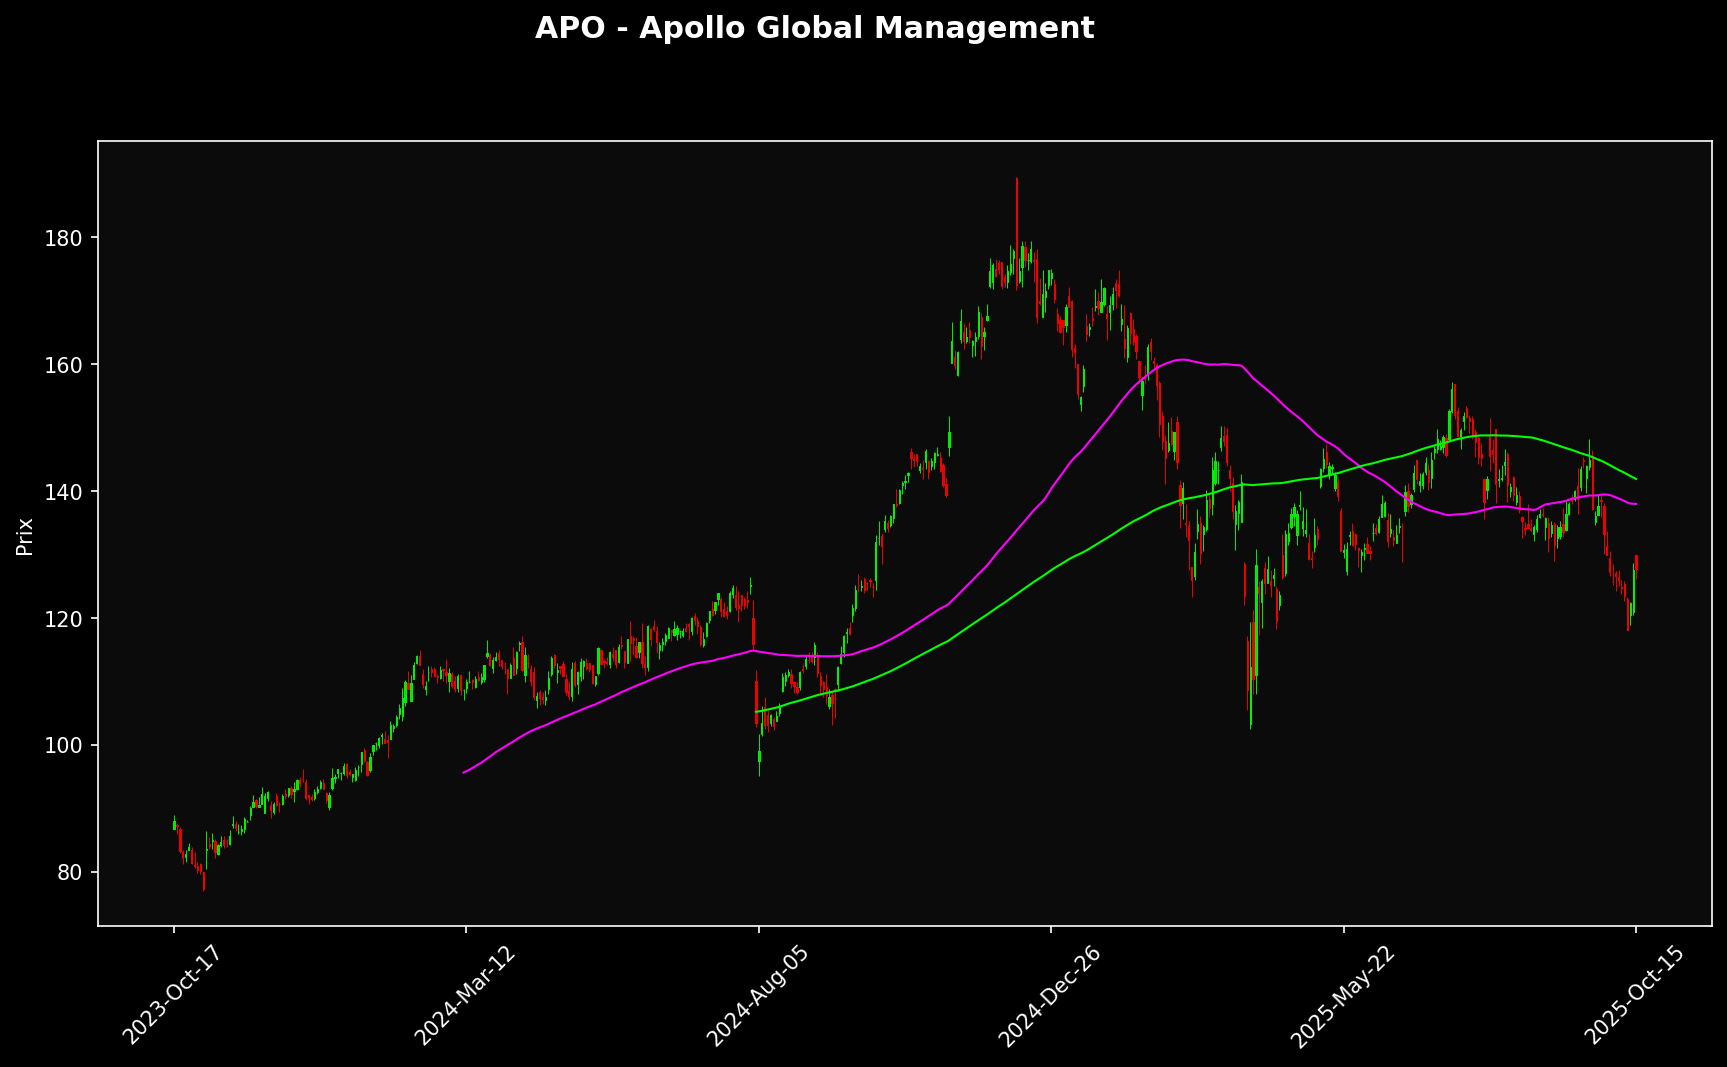 APO - Apollo Global Management
Prix
180
160
140
120
100
80
2023-Oct-17
2024-Mar-12
2024-Aug-05
2024-Dec-26
2025-May-22
2025-Oct-15